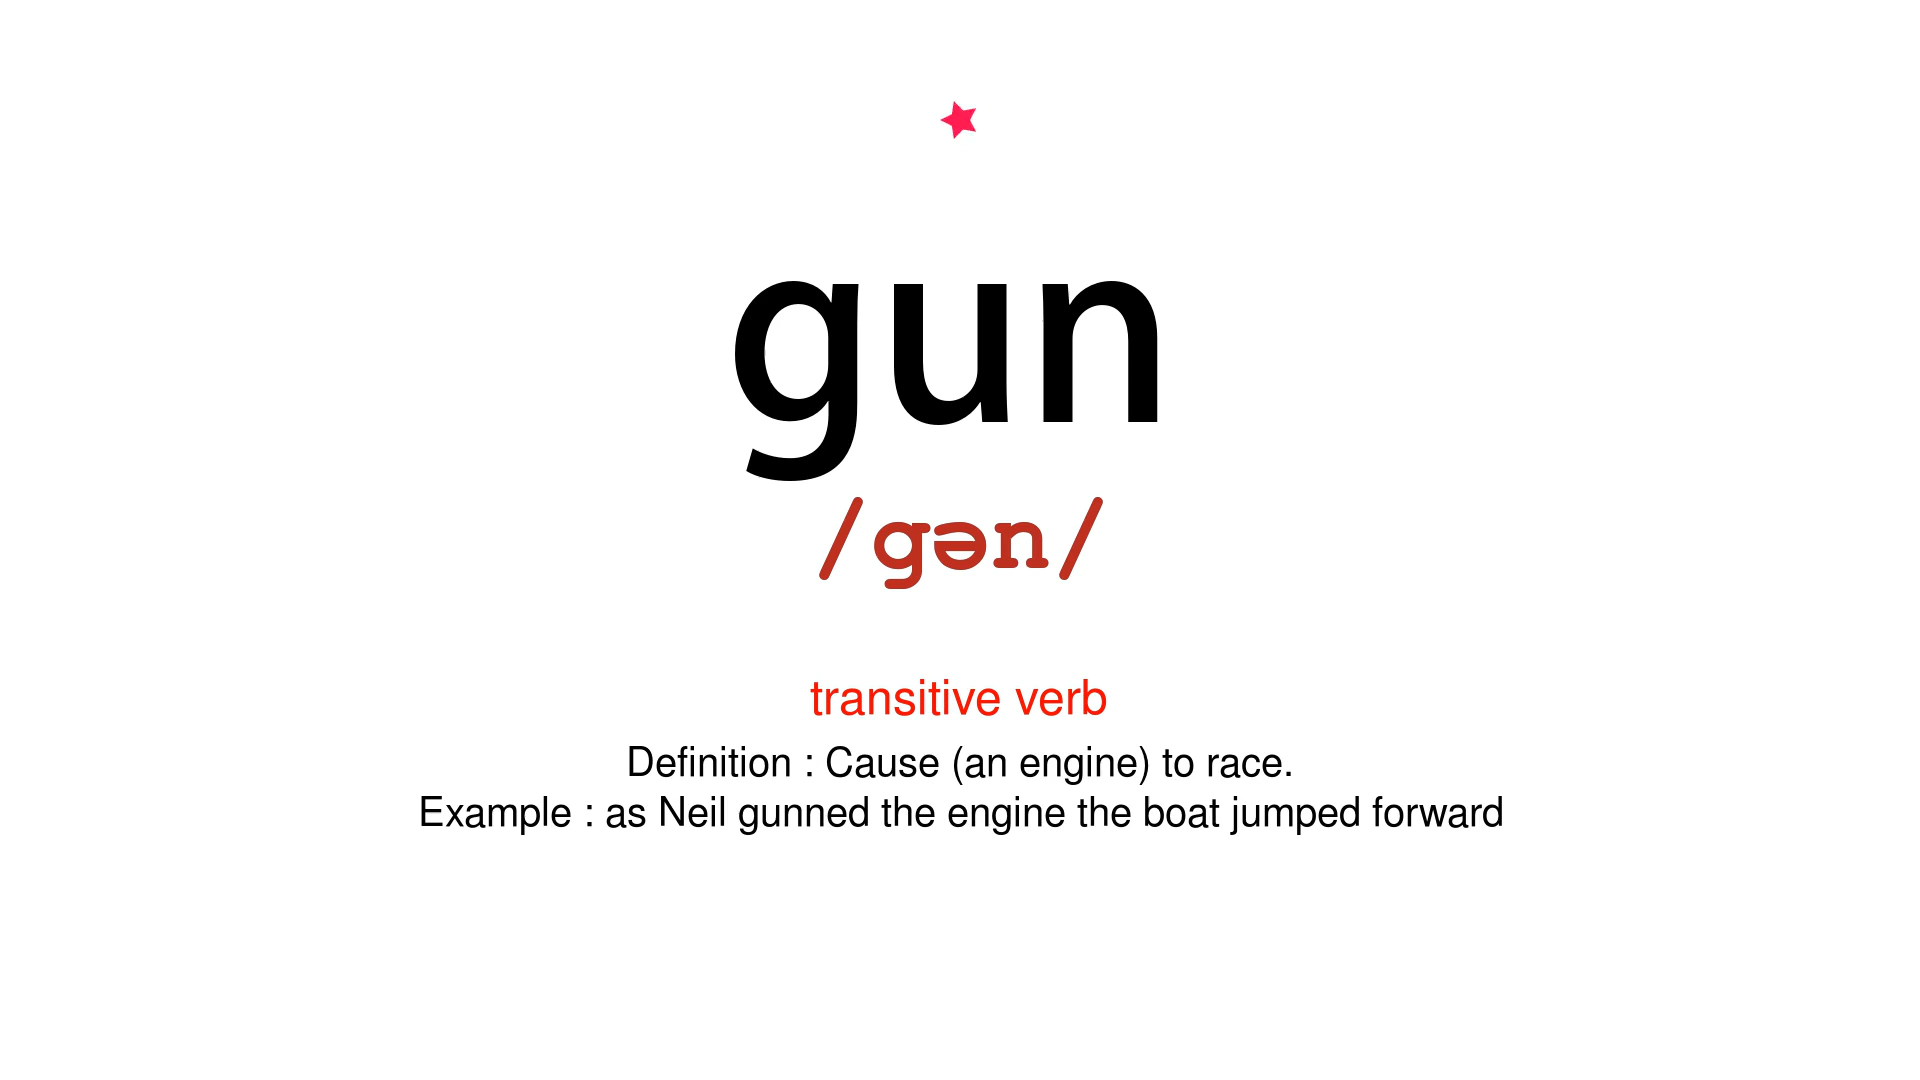 gun
/gən/
transitive verb
Definition : Cause (an engine) to race.
Example : as Neil gunned the engine the boat jumped forward